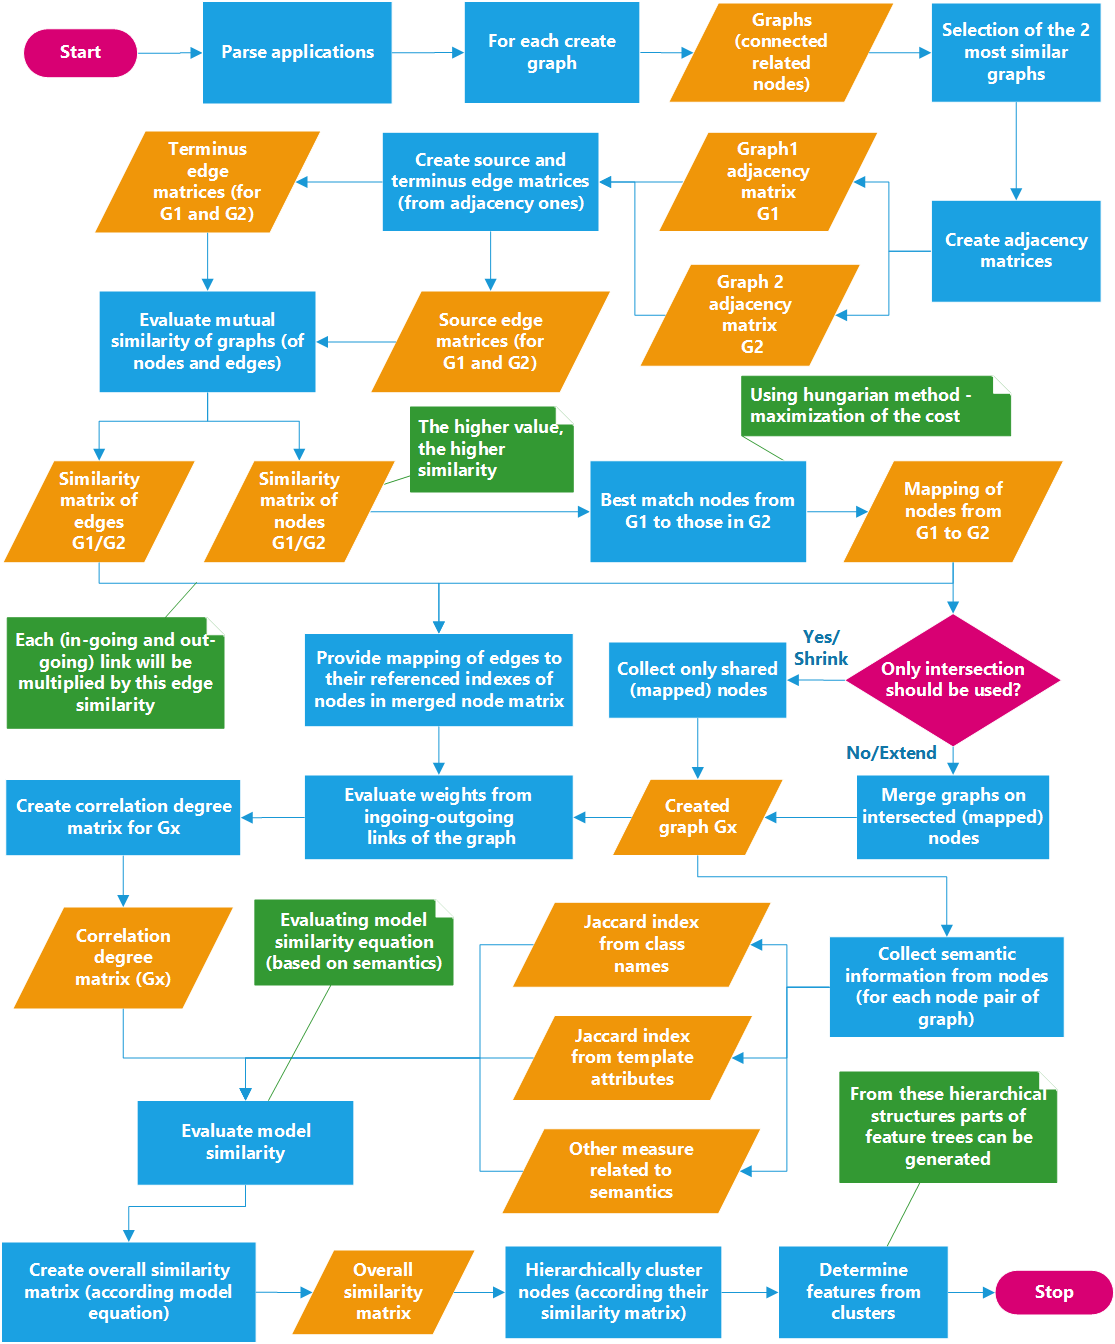 Start
Parse applications
For each create
graph
Graphs
(connected
related
nodes)
Selection of the 2
most similar
graphs
Terminus
edge
matrices (for
G1 and G2)
Create source and
terminus edge matrices
(from adjacency ones)
Graph1
adjacency
matrix
G1
Create adjacency
matrices
Graph 2
adjacency
matrix
G2
Evaluate mutual
similarity of graphs (of
nodes and edges)
Source edge
matrices (for
G1 and G2)
Using hungarian method -
maximization of the cost
The higher value,
the higher
similarity
Similarity
matrix of
edges
G1/G2
Similarity
matrix of
nodes
G1/G2
Best match nodes from
G1 to those in G2
Mapping of
nodes from
G1 to G2
Each (in-going and out-
going) link will be
multiplied by this edge
similarity
Provide mapping of edges to
their referenced indexes of
nodes in merged node matrix
Collect only shared
(mapped) nodes
Yes/
Shrink
Only intersection
should be used?
No/Extend
Create correlation degree
matrix for Gx
Evaluate weights from
ingoing-outgoing
links of the graph
Created
graph Gx
Merge graphs on
intersected (mapped)
nodes
Correlation
degree
matrix (Gx)
Evaluating model
similarity equation
(based on semantics)
Jaccard index
from class
names
Collect semantic
information from nodes
(for each node pair of
graph)
Jaccard index
from template
attributes
From these hierarchical
structures parts of
feature trees can be
generated
Evaluate model
similarity
Other measure
related to
semantics
Create overall similarity
matrix (according model
equation)
Overall
similarity
matrix
Hierarchically cluster
nodes (according their
similarity matrix)
Determine
features from
clusters
Stop